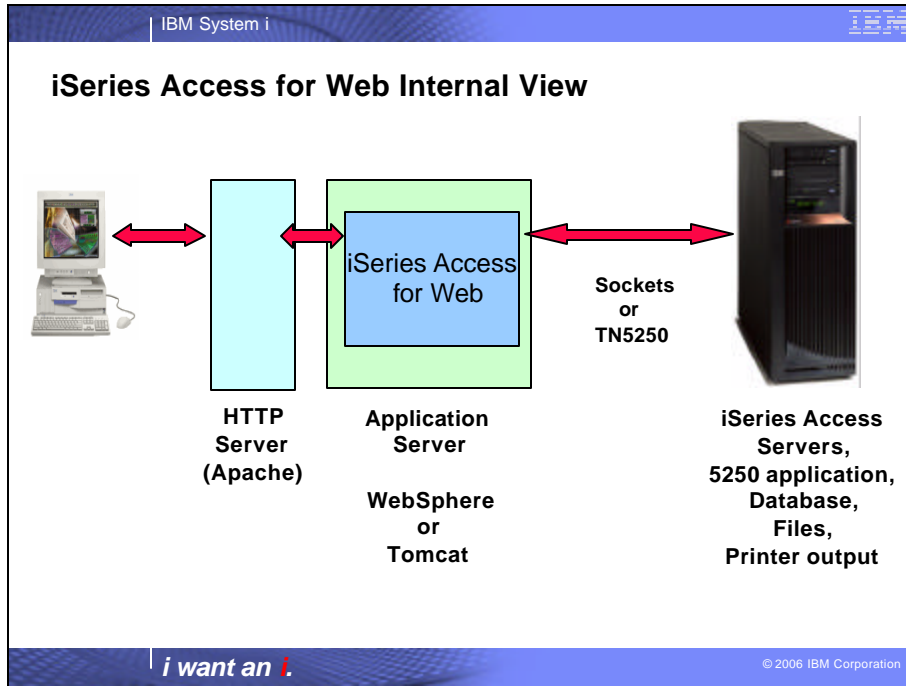 IBM System i
IBM
iSeries Access for Web Internal View
iSeries Access
for Web
Sockets
or
TN5250
HTTP
Server
(Apache)
Application
Server
WebSphere
or
Tomcat
iSeries Access
Servers,
5250 application,
Database,
Files,
Printer output
i want an i.
© 2006 IBM Corporation